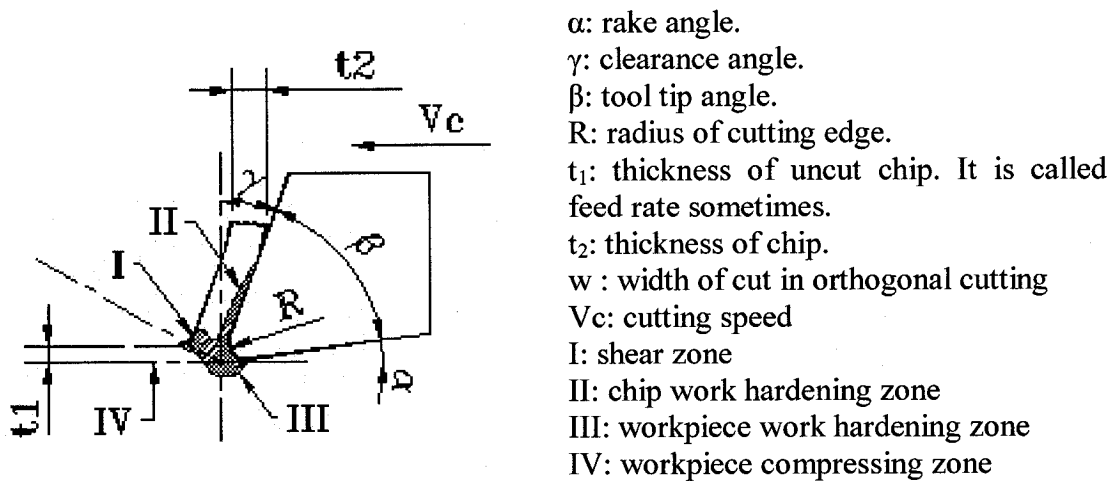 t2
Vc
γ
II
β
I
R
α
t1
IV
III
α: rake angle.
γ: clearance angle.
β: tool tip angle.
R: radius of cutting edge.
t₁: thickness of uncut chip. It is called
feed rate sometimes.
t₂: thickness of chip.
w : width of cut in orthogonal cutting
Vc: cutting speed
I: shear zone
II: chip work hardening zone
III: workpiece work hardening zone
IV: workpiece compressing zone